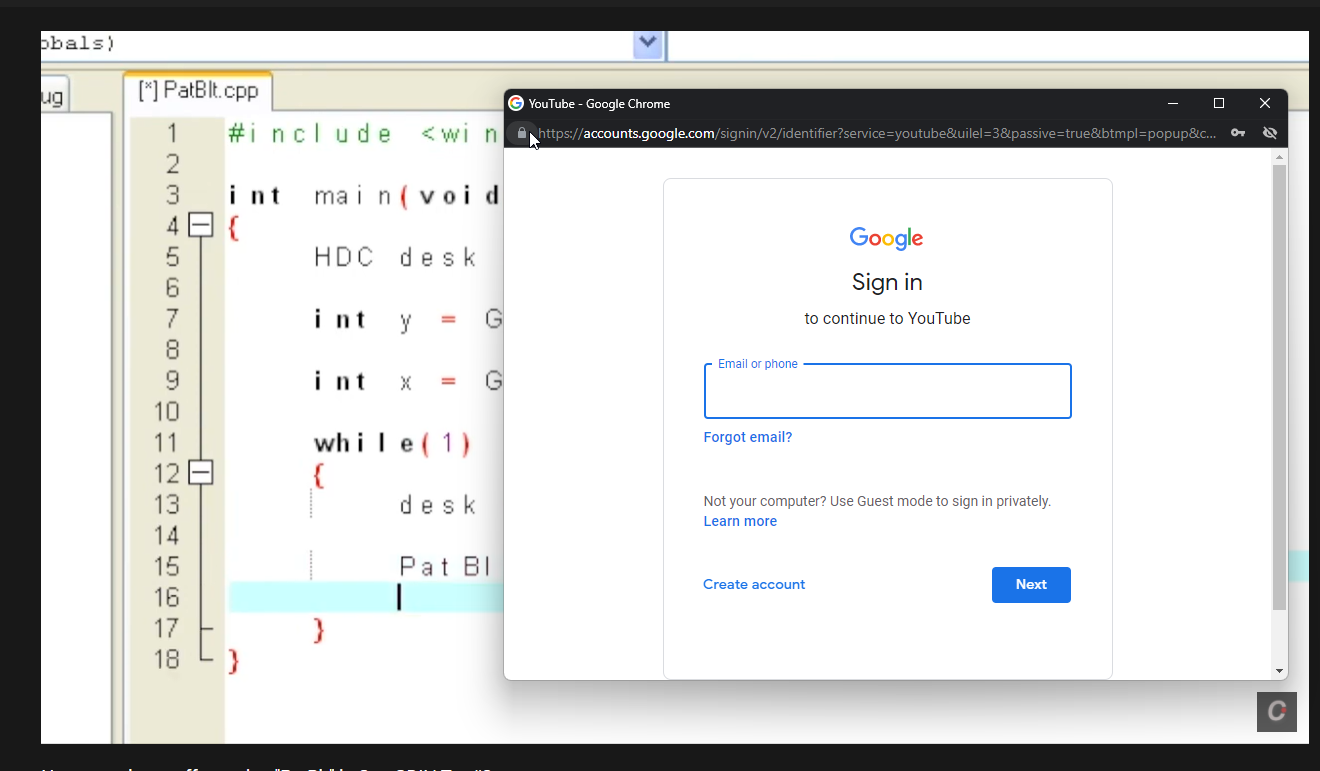 obals)
ug
[*] PatBlt.cpp
1 #include <win
2
3 int main(void
4 {
5 HDC desk
6
7 int y = G
8
9 int x = G
10
11 while(1)
12 {
13 desk
14
15 PatBl
16
17 }
18 }
YouTube - Google Chrome
https://accounts.google.com/signin/v2/identifier?service=youtube&uilel=3&passive=true&btmpl=popup&c...
Google
Sign in
to continue to YouTube
Email or phone
Forgot email?
Not your computer? Use Guest mode to sign in privately.
Learn more
Create account
Next
C